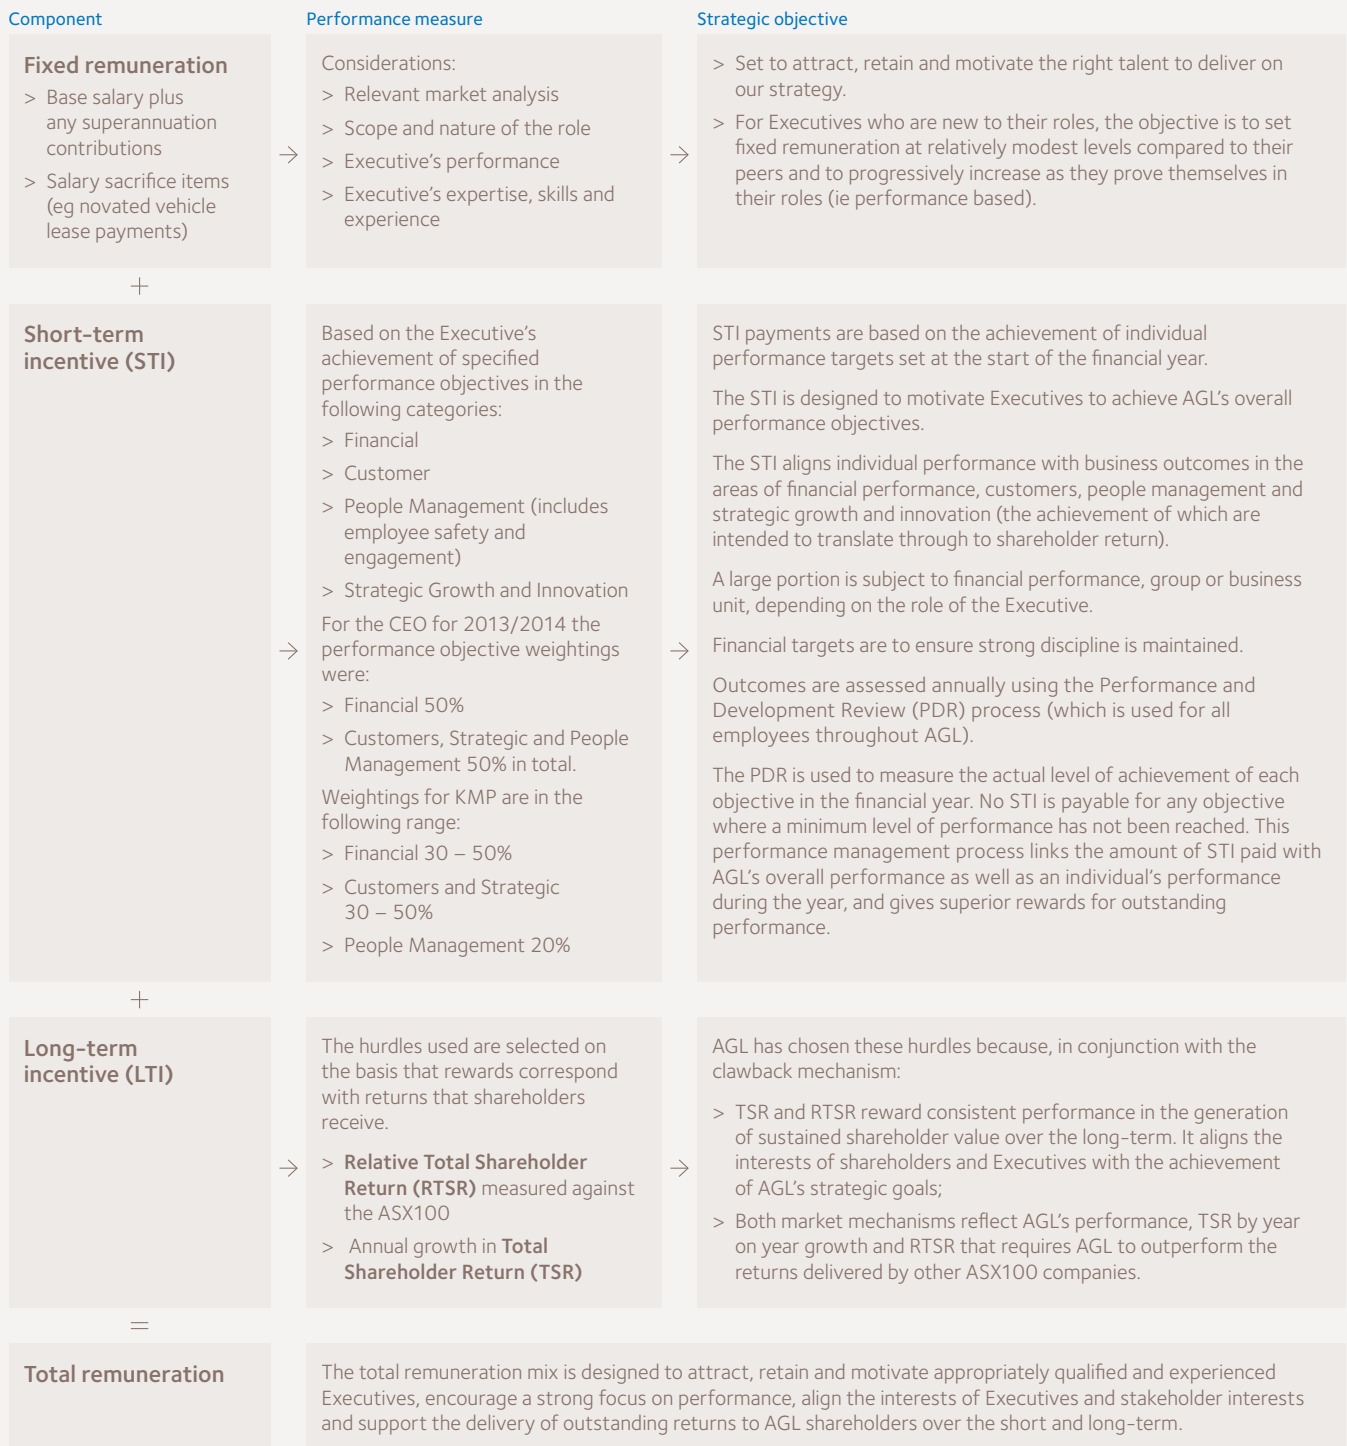 Component
Performance measure
Strategic objective
Fixed remuneration
> Base salary plus
any superannuation
contributions
> Salary sacrifice items
(eg novated vehicle
lease payments)
→
Considerations:
> Relevant market analysis
> Scope and nature of the role
> Executive’s performance
> Executive’s expertise, skills and
experience
→
> Set to attract, retain and motivate the right talent to deliver on
our strategy.
> For Executives who are new to their roles, the objective is to set
fixed remuneration at relatively modest levels compared to their
peers and to progressively increase as they prove themselves in
their roles (ie performance based).
+
Short-term
incentive (STI)
→
Based on the Executive’s
achievement of specified
performance objectives in the
following categories:
> Financial
> Customer
> People Management (includes
employee safety and
engagement)
> Strategic Growth and Innovation
For the CEO for 2013/2014 the
performance objective weightings
were:
> Financial 50%
> Customers, Strategic and People
Management 50% in total.
Weightings for KMP are in the
following range:
> Financial 30 – 50%
> Customers and Strategic
30 – 50%
> People Management 20%
→
STI payments are based on the achievement of individual
performance targets set at the start of the financial year.
The STI is designed to motivate Executives to achieve AGL’s overall
performance objectives.
The STI aligns individual performance with business outcomes in the
areas of financial performance, customers, people management and
strategic growth and innovation (the achievement of which are
intended to translate through to shareholder return).
A large portion is subject to financial performance, group or business
unit, depending on the role of the Executive.
Financial targets are to ensure strong discipline is maintained.
Outcomes are assessed annually using the Performance and
Development Review (PDR) process (which is used for all
employees throughout AGL).
The PDR is used to measure the actual level of achievement of each
objective in the financial year. No STI is payable for any objective
where a minimum level of performance has not been reached. This
performance management process links the amount of STI paid with
AGL’s overall performance as well as an individual’s performance
during the year, and gives superior rewards for outstanding
performance.
+
Long-term
incentive (LTI)
→
The hurdles used are selected on
the basis that rewards correspond
with returns that shareholders
receive.
> Relative Total Shareholder
Return (RTSR) measured against
the ASX100
> Annual growth in Total
Shareholder Return (TSR)
→
AGL has chosen these hurdles because, in conjunction with the
clawback mechanism:
> TSR and RTSR reward consistent performance in the generation
of sustained shareholder value over the long-term. It aligns the
interests of shareholders and Executives with the achievement
of AGL’s strategic goals;
> Both market mechanisms reflect AGL’s performance, TSR by year
on year growth and RTSR that requires AGL to outperform the
returns delivered by other ASX100 companies.
=
Total remuneration
The total remuneration mix is designed to attract, retain and motivate appropriately qualified and experienced
Executives, encourage a strong focus on performance, align the interests of Executives and stakeholder interests
and support the delivery of outstanding returns to AGL shareholders over the short and long-term.